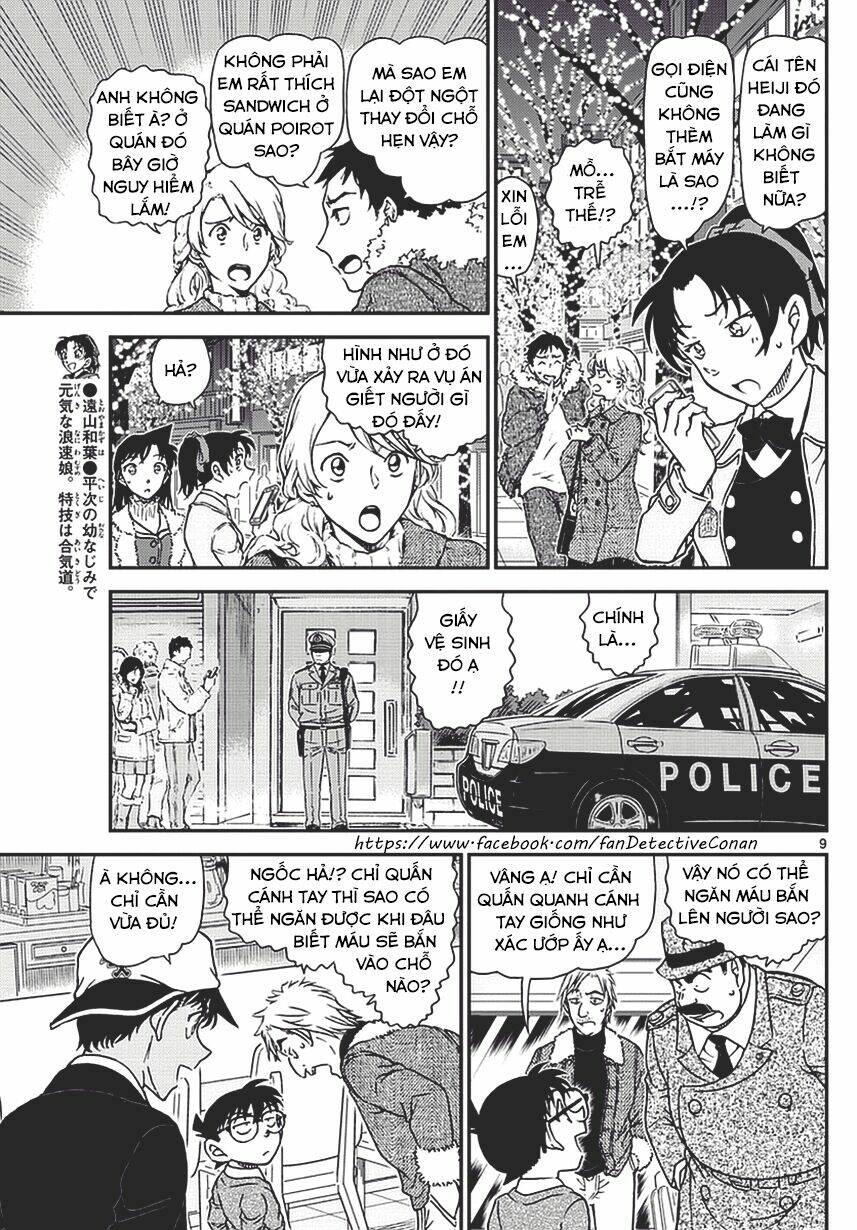 CÁI TÊN
HEIJI ĐÓ
ĐANG
LÀM GÌ
KHÔNG
BIẾT
NỮA?
GỌI ĐIỆN
CŨNG
KHÔNG
THÈM
BẮT MÁY
LÀ SAO
....!?
MỒ...
TRỄ
THẾ!?
XIN
LỖI
EM
...
MÀ SAO EM
LẠI ĐỘT NGỘT
THAY ĐỔI CHỖ
HẸN VẬY?
KHÔNG PHẢI
EM RẤT THÍCH
SANDWICH Ở
QUÁN POIROT
SAO?
ANH KHÔNG
BIẾT À? Ở
QUÁN ĐÓ
BÂY GIỜ
NGUY HIỂM
LẮM!
HÌNH NHƯ Ở ĐÓ
VỪA XẢY RA VỤ ÁN
GIẾT NGƯỜI GÌ
ĐÓ ĐẤY!
HẢ?
●遠山和葉●平次の幼なじみで
元気な浪速娘。特技は合気道。
CHÍNH
LÀ...
GIẤY
VỆ SINH
ĐÓ Ạ
!!
POLICE
POLICE
https://www.facebook.com/fanDetectiveConan
9
VẬY NÓ CÓ THỂ
NGĂN MÁU BẮN
LÊN NGƯỜI SAO?
VÂNG Ạ! CHỈ CẦN
QUẤN QUANH CÁNH
TAY GIỐNG NHƯ
XÁC ƯỚP ẤY Ạ...
NGỐC HẢ!? CHỈ QUẤN
CÁNH TAY THÌ SAO CÓ
THỂ NGĂN ĐƯỢC KHI ĐÂU
BIẾT MÁU SẼ BẮN
VÀO CHỖ
NÀO?
À KHÔNG...
CHỈ CẦN
VỪA ĐỦ!